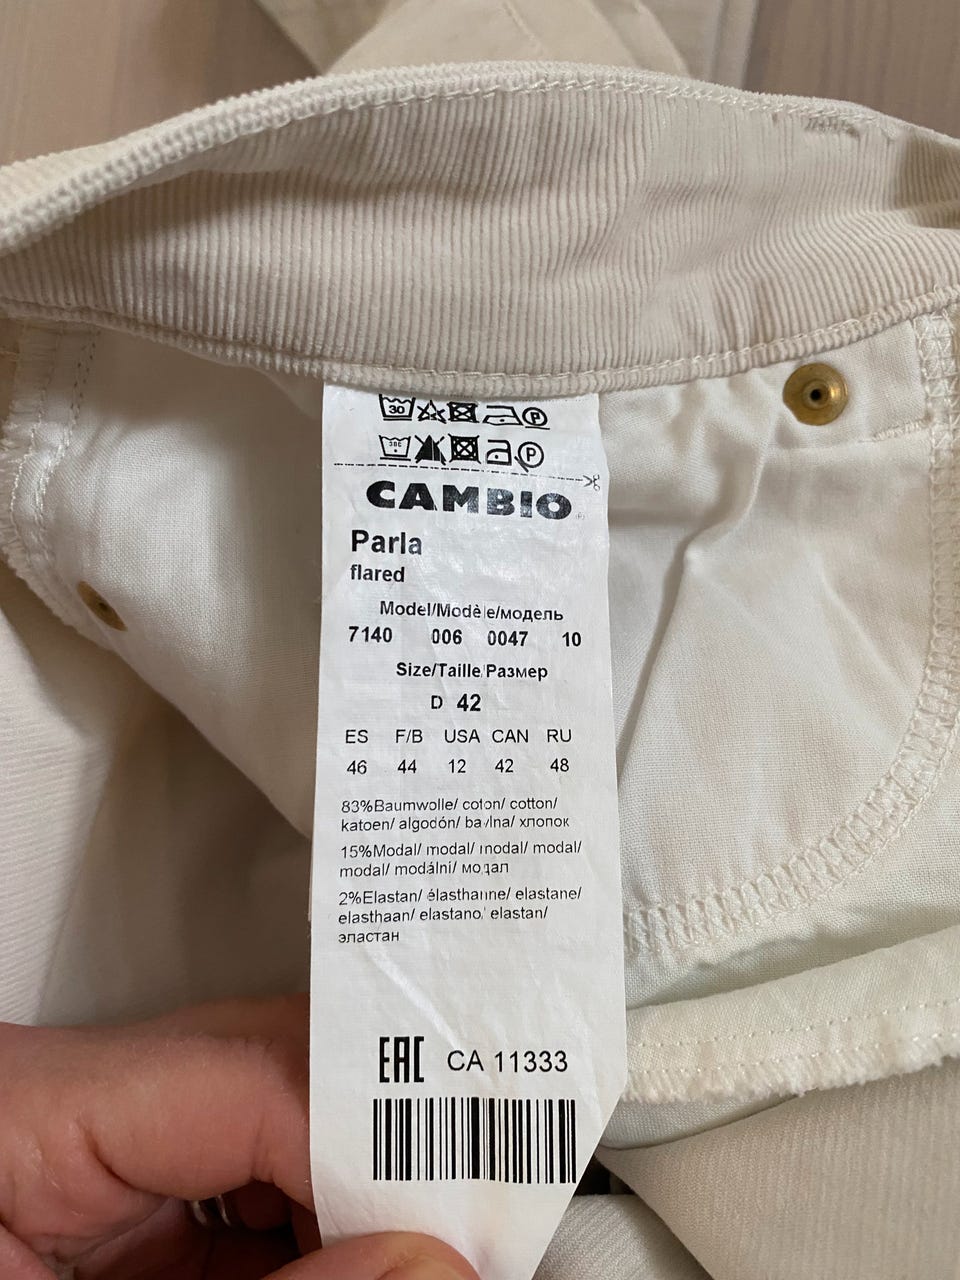 30
P
30C
P
CAMBIO
Parla
flared
Model/Modèle/модель
7140 006 0047 10
Size/Taille/Размер
D 42
ES F/B USA CAN RU
46 44 12 42 48
83%Baumwolle/ coton/ cotton/
katoen/ algodón/ bavlna/ хлопок
15%Modal/ modal/ modal/ modal/
modal/ modální/ модал
2%Elastan/ élasthanne/ elastane/
elasthaan/ elastano/ elastan/
эластан
EAC CA 11333